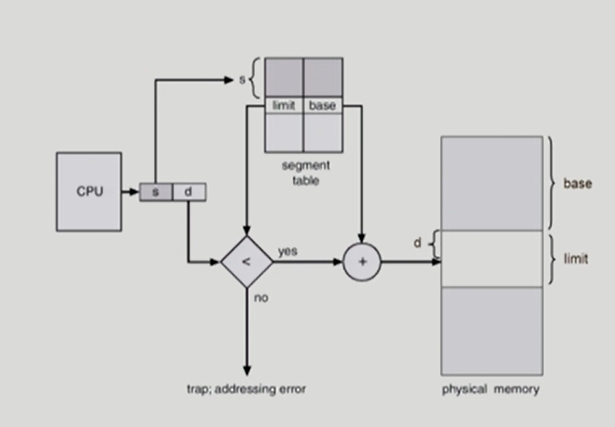 s
limit base
segment
table
CPU
s d
base
d
<
yes
+
limit
no
trap; addressing error
physical memory